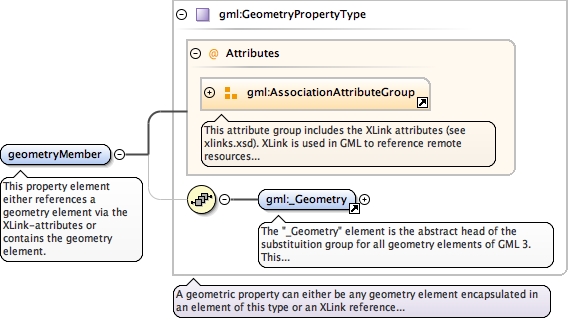 gml:GeometryPropertyType
@ Attributes
gml:AssociationAttributeGroup
This attribute group includes the XLink attributes (see
xlinks.xsd). XLink is used in GML to reference remote
resources...
geometryMember
This property element
either references a
geometry element via the
XLink-attributes or
contains the geometry
element.
gml:_Geometry
The "_Geometry" element is the abstract head of the
substituition group for all geometry elements of GML 3.
This...
A geometric property can either be any geometry element encapsulated in
an element of this type or an XLink reference...